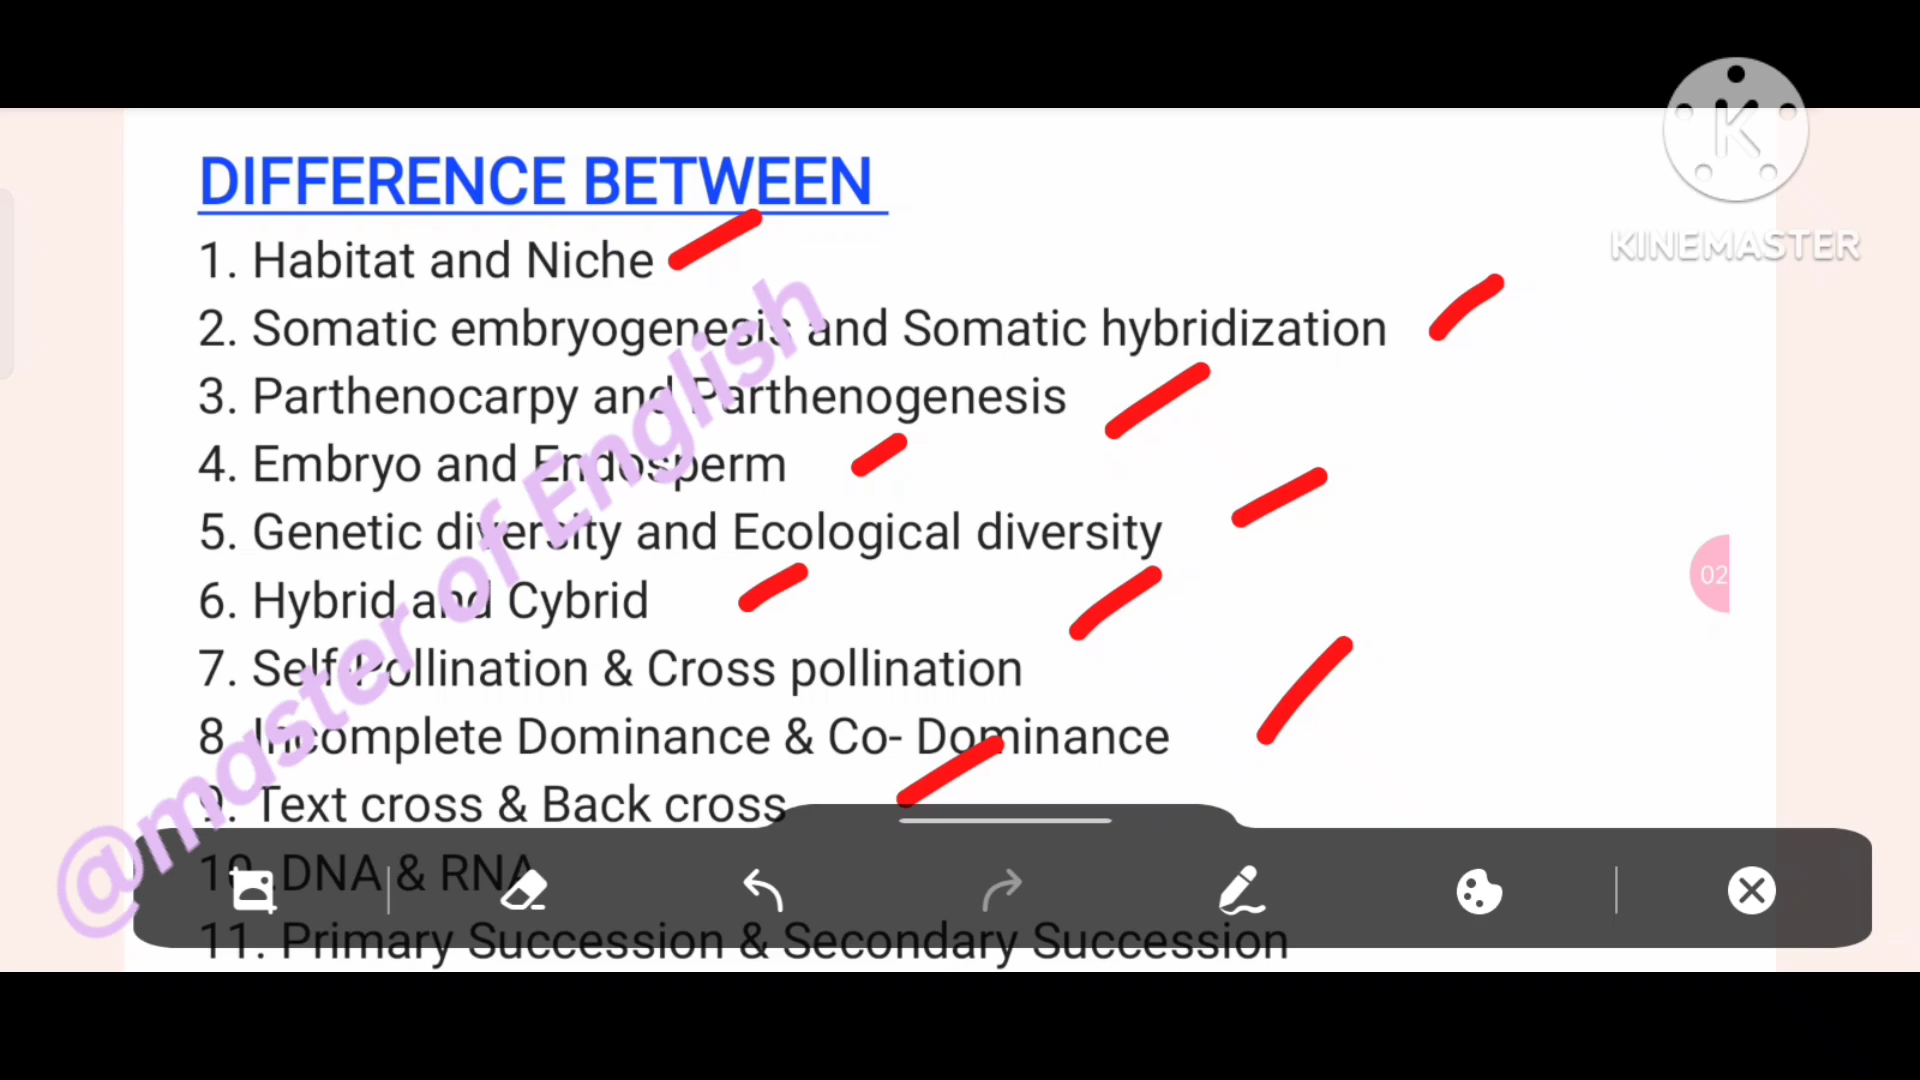 K
KINEMASTER
DIFFERENCE BETWEEN
1. Habitat and Niche
2. Somatic embryogenesis and Somatic hybridization
3. Parthenocarpy and Parthenogenesis
4. Embryo and Endosperm
5. Genetic diversity and Ecological diversity
02
6. Hybrid and Cybrid
7. Self-Pollination & Cross pollination
8. Incomplete Dominance & Co- Dominance
9. Text cross & Back cross
10. DNA & RNA
11. Primary Succession & Secondary Succession
@master of English